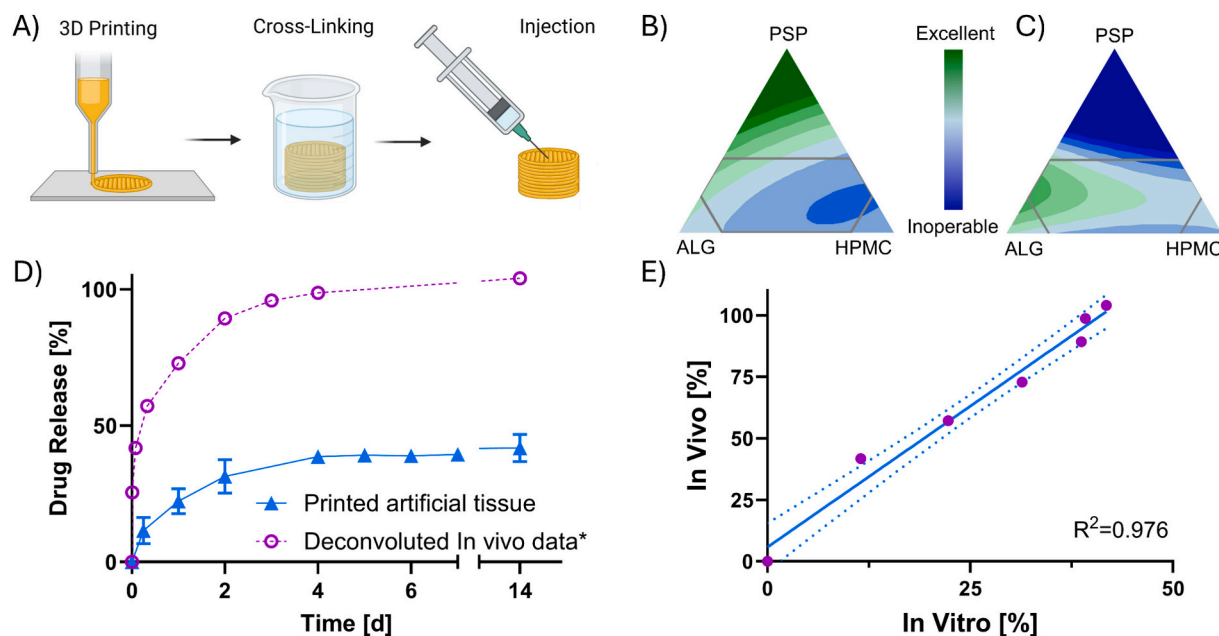 A)
3D Printing
Cross-Linking
Injection
B)
PSP
ALG
HPMC
Excellent
Inoperable
C)
PSP
ALG
HPMC
D)
Drug Release [%]
100
50
0
Printed artificial tissue
Deconvoluted In vivo data*
0
2
4
6
14
Time [d]
E)
In Vivo [%]
100
75
50
25
0
R²=0.976
0
25
50
In Vitro [%]